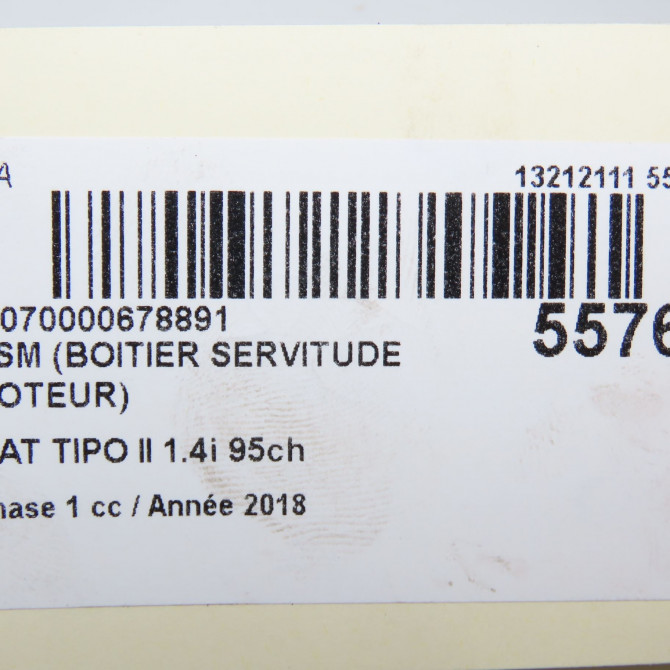 A 13212111 55
070000678891
SM (BOITIER SERVITUDE 5576
OTEUR)
AT TIPO II 1.4i 95ch
hase 1 cc / Année 2018